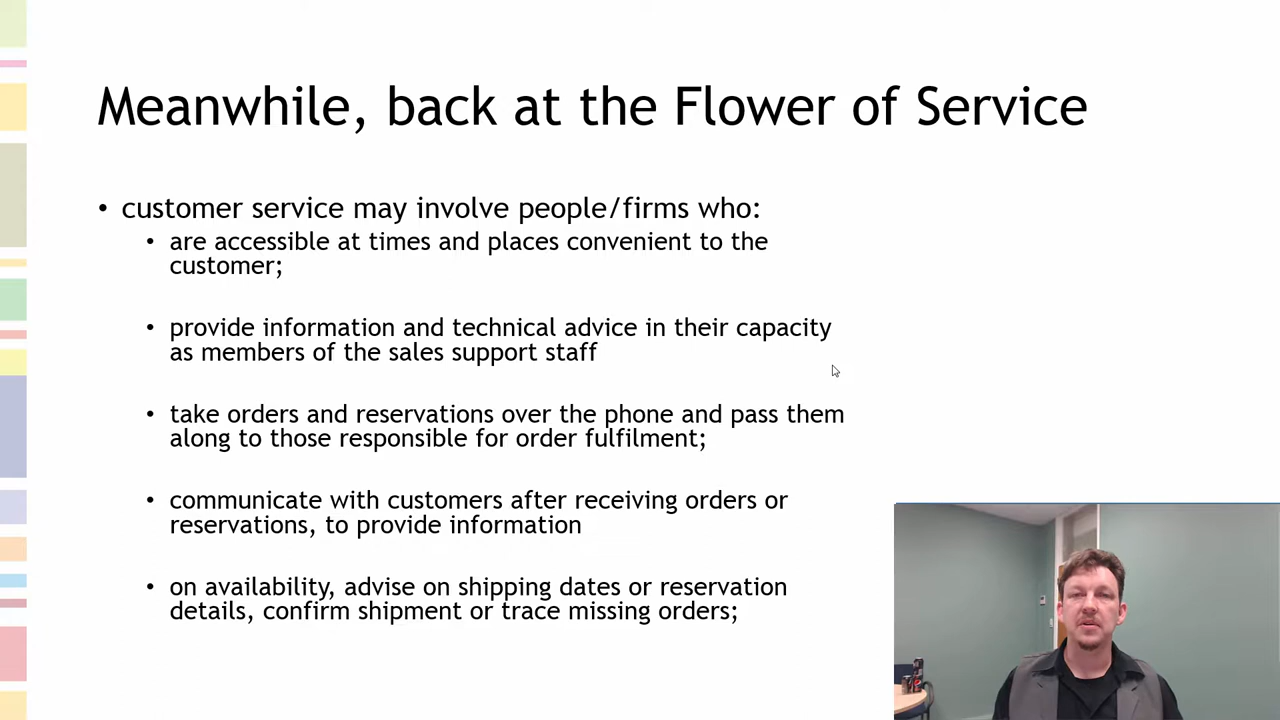 Meanwhile, back at the Flower of Service
• customer service may involve people/firms who:
• are accessible at times and places convenient to the
customer;
• provide information and technical advice in their capacity
as members of the sales support staff
• take orders and reservations over the phone and pass them
along to those responsible for order fulfilment;
• communicate with customers after receiving orders or
reservations, to provide information
• on availability, advise on shipping dates or reservation
details, confirm shipment or trace missing orders;